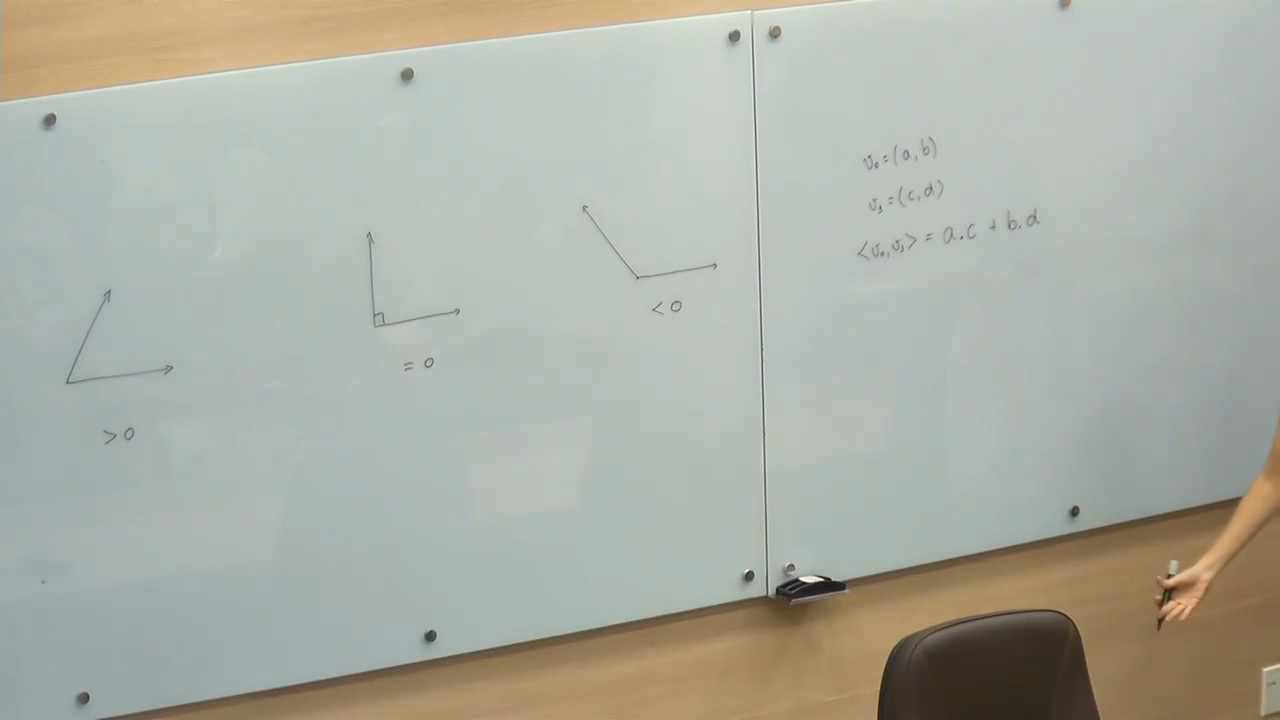 > 0
= 0
< 0
v₀ = (a, b)
v₁ = (c, d)
<v₀, v₁> = a.c + b.d